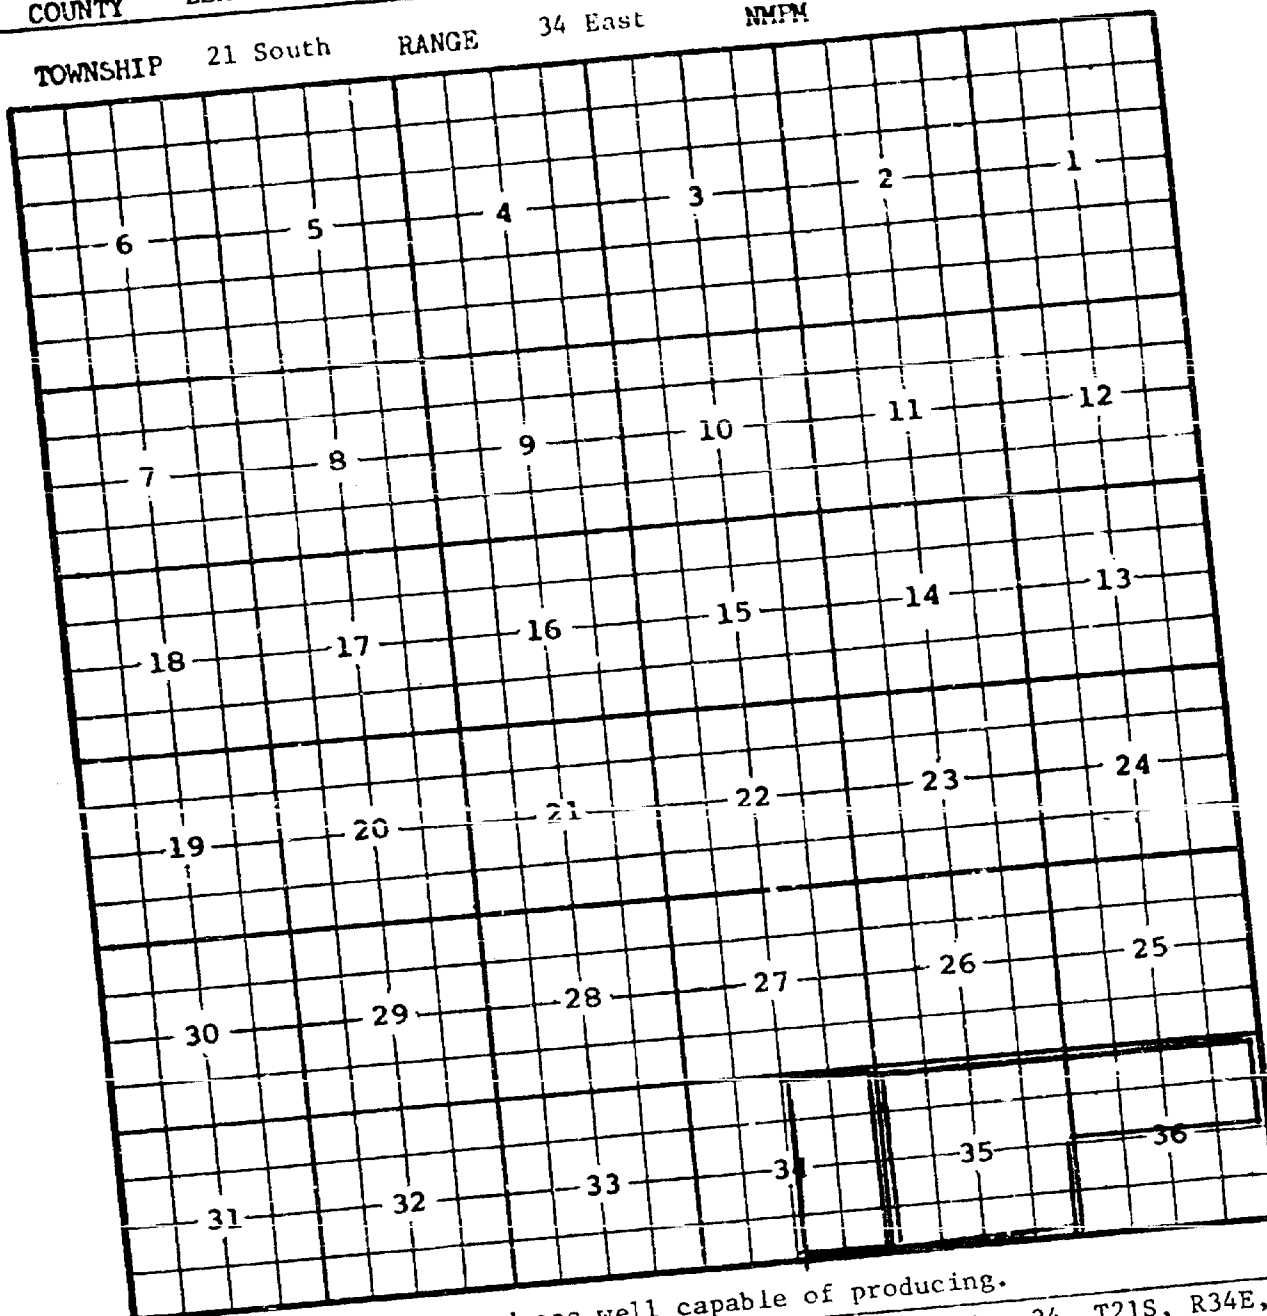 COUNTY
TOWNSHIP 21 South RANGE 34 East NMPM
6 5 4 3 2 1
7 8 9 10 11 12
18 17 16 15 14 13
19 20 21 22 23 24
30 29 28 27 26 25
31 32 33 34 35 36
well capable of producing.
T21S, R34E,